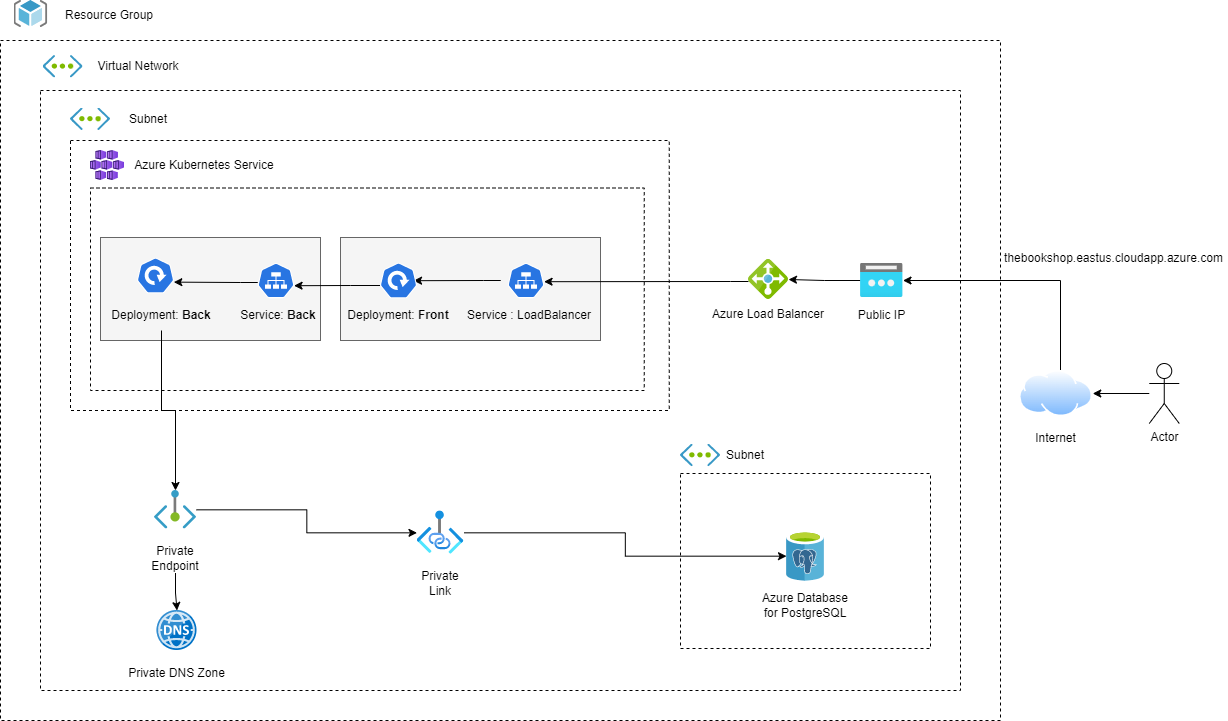 Resource Group
Virtual Network
Subnet
Azure Kubernetes Service
thebookshop.eastus.cloudapp.azure.com
Deployment: Back
Service: Back
Deployment: Front
Service : LoadBalancer
Azure Load Balancer
Public IP
Internet
Actor
Subnet
Private
Endpoint
Private
Link
Azure Database
for PostgreSQL
DNS
Private DNS Zone